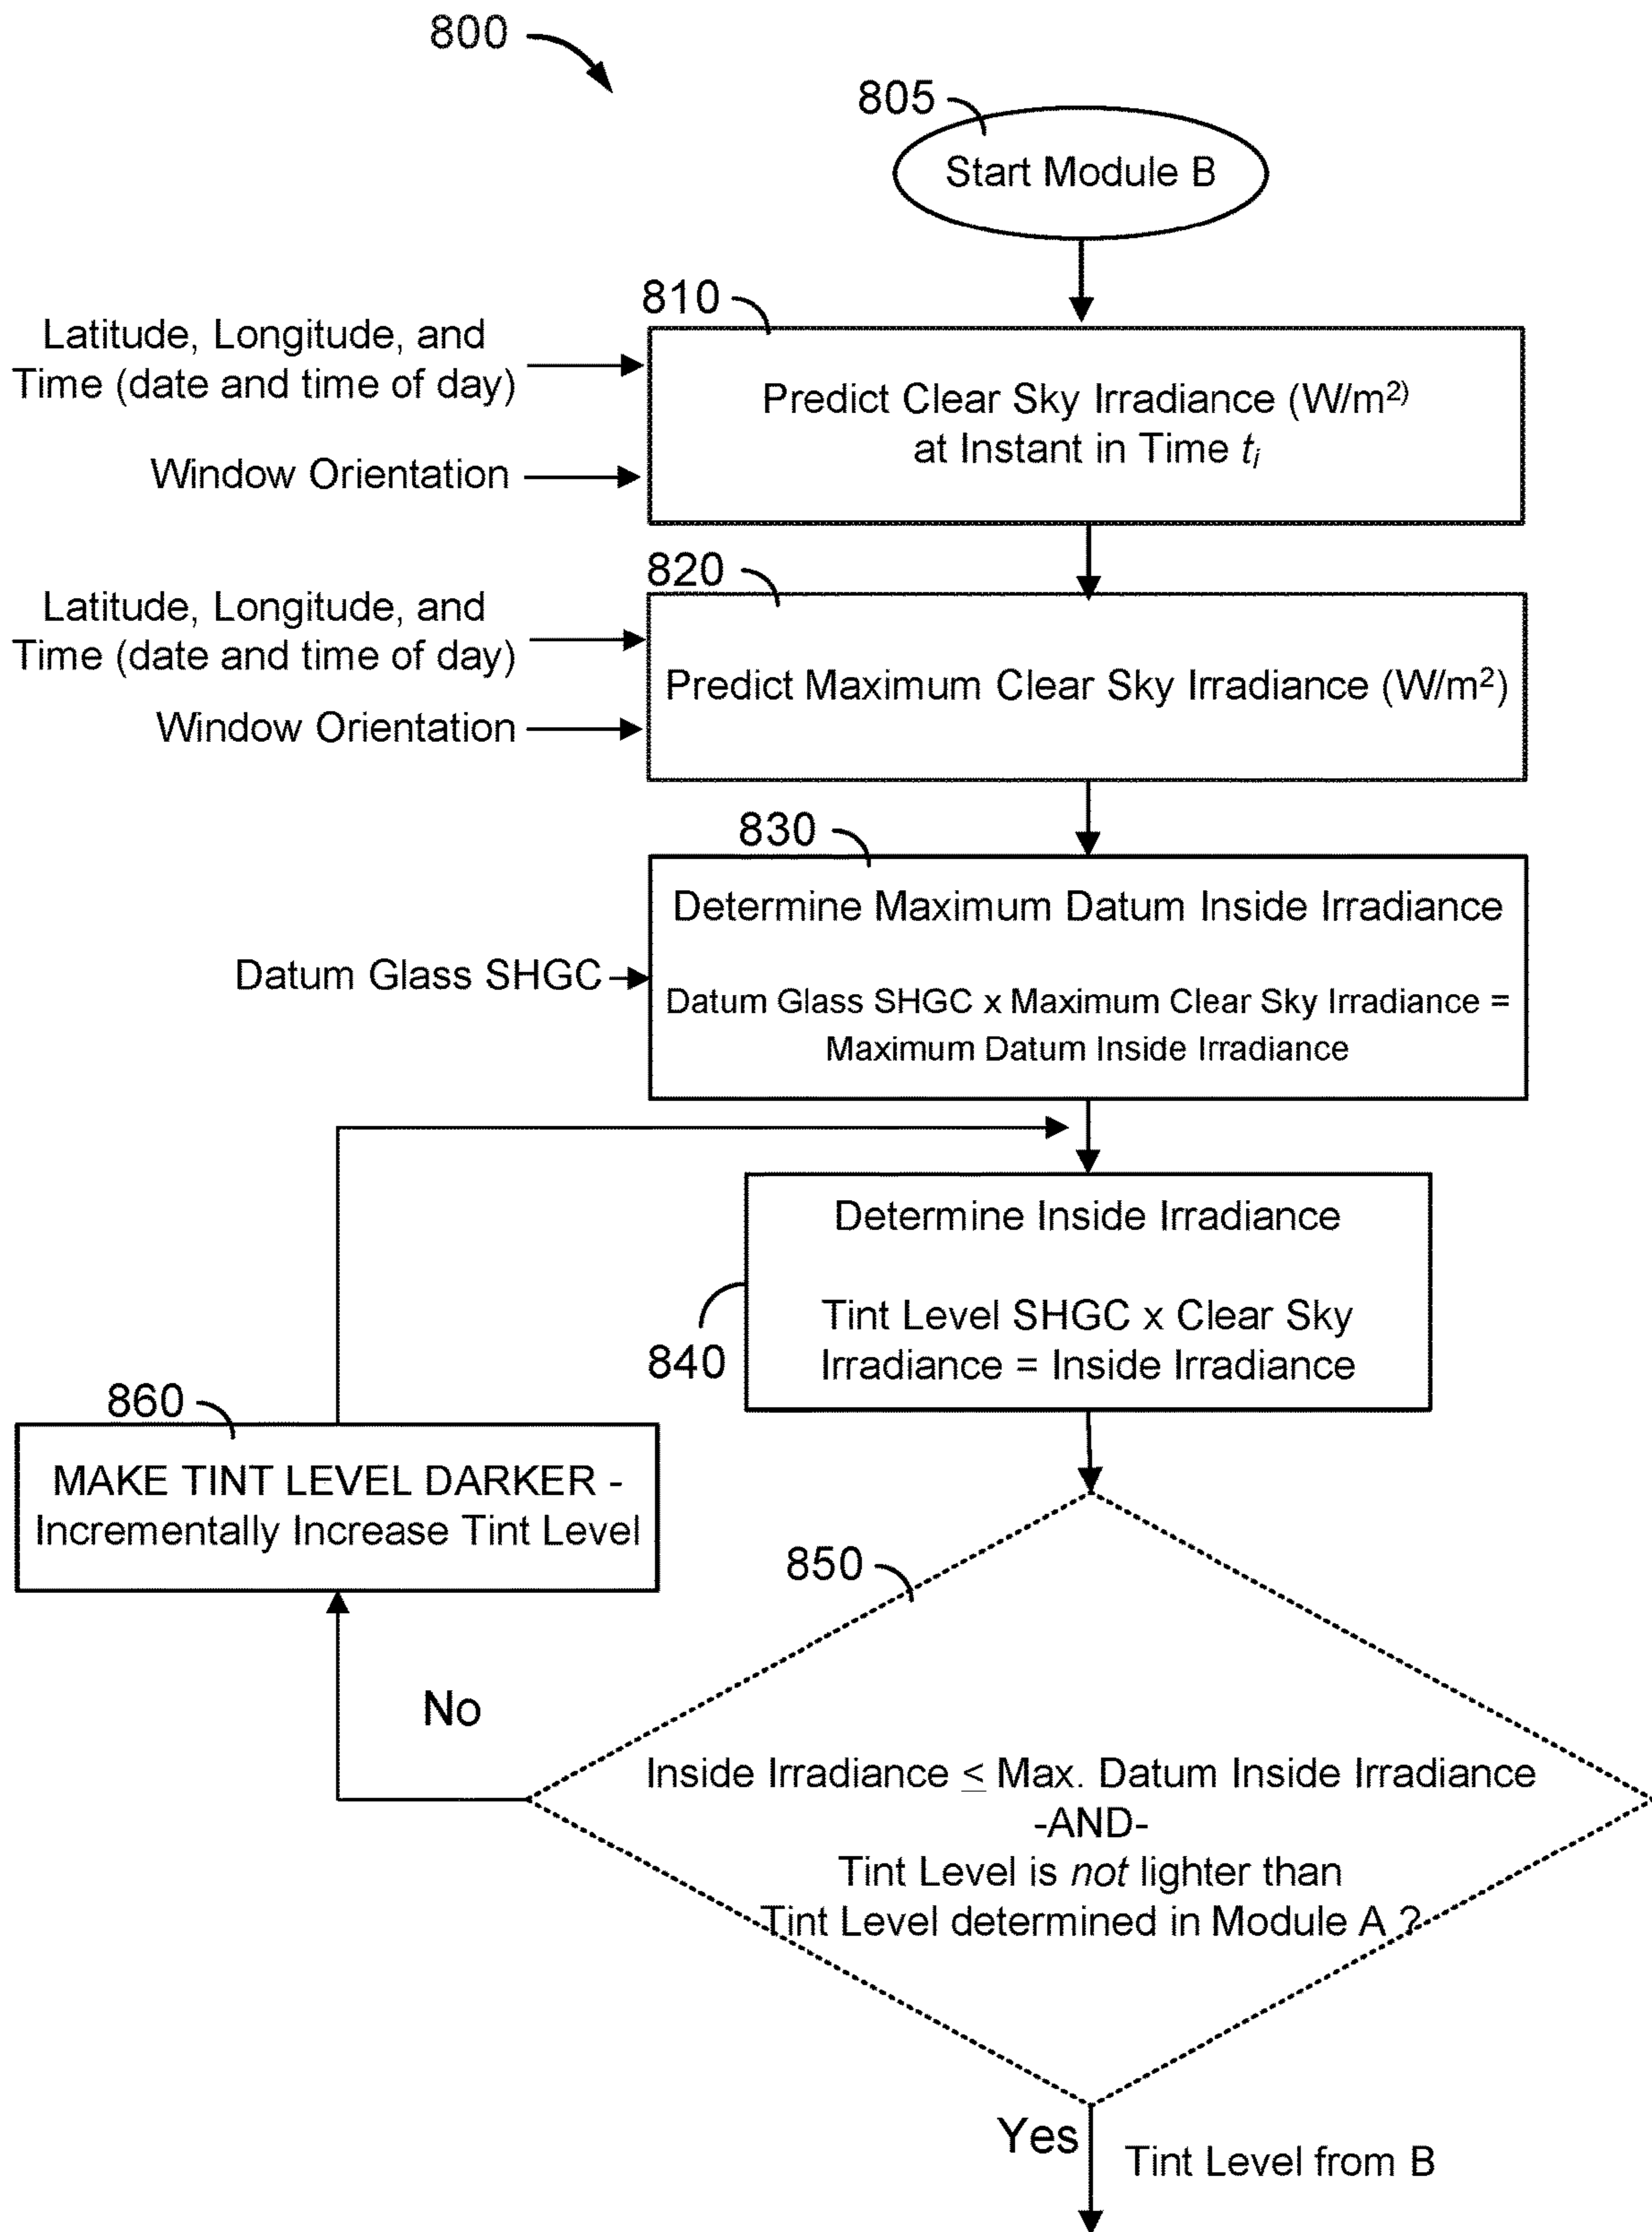 800
805
Start Module B
810
Latitude, Longitude, and
Time (date and time of day)
Window Orientation
Predict Clear Sky Irradiance (W/m²⁾
at Instant in Time tᵢ
820
Latitude, Longitude, and
Time (date and time of day)
Window Orientation
Predict Maximum Clear Sky Irradiance (W/m²)
830
Determine Maximum Datum Inside Irradiance
Datum Glass SHGC
Datum Glass SHGC x Maximum Clear Sky Irradiance =
Maximum Datum Inside Irradiance
Determine Inside Irradiance
Tint Level SHGC x Clear Sky
Irradiance = Inside Irradiance
840
860
MAKE TINT LEVEL DARKER -
Incrementally Increase Tint Level
850
No
Inside Irradiance ≤ Max. Datum Inside Irradiance
-AND-
Tint Level is not lighter than
Tint Level determined in Module A ?
Yes
Tint Level from B